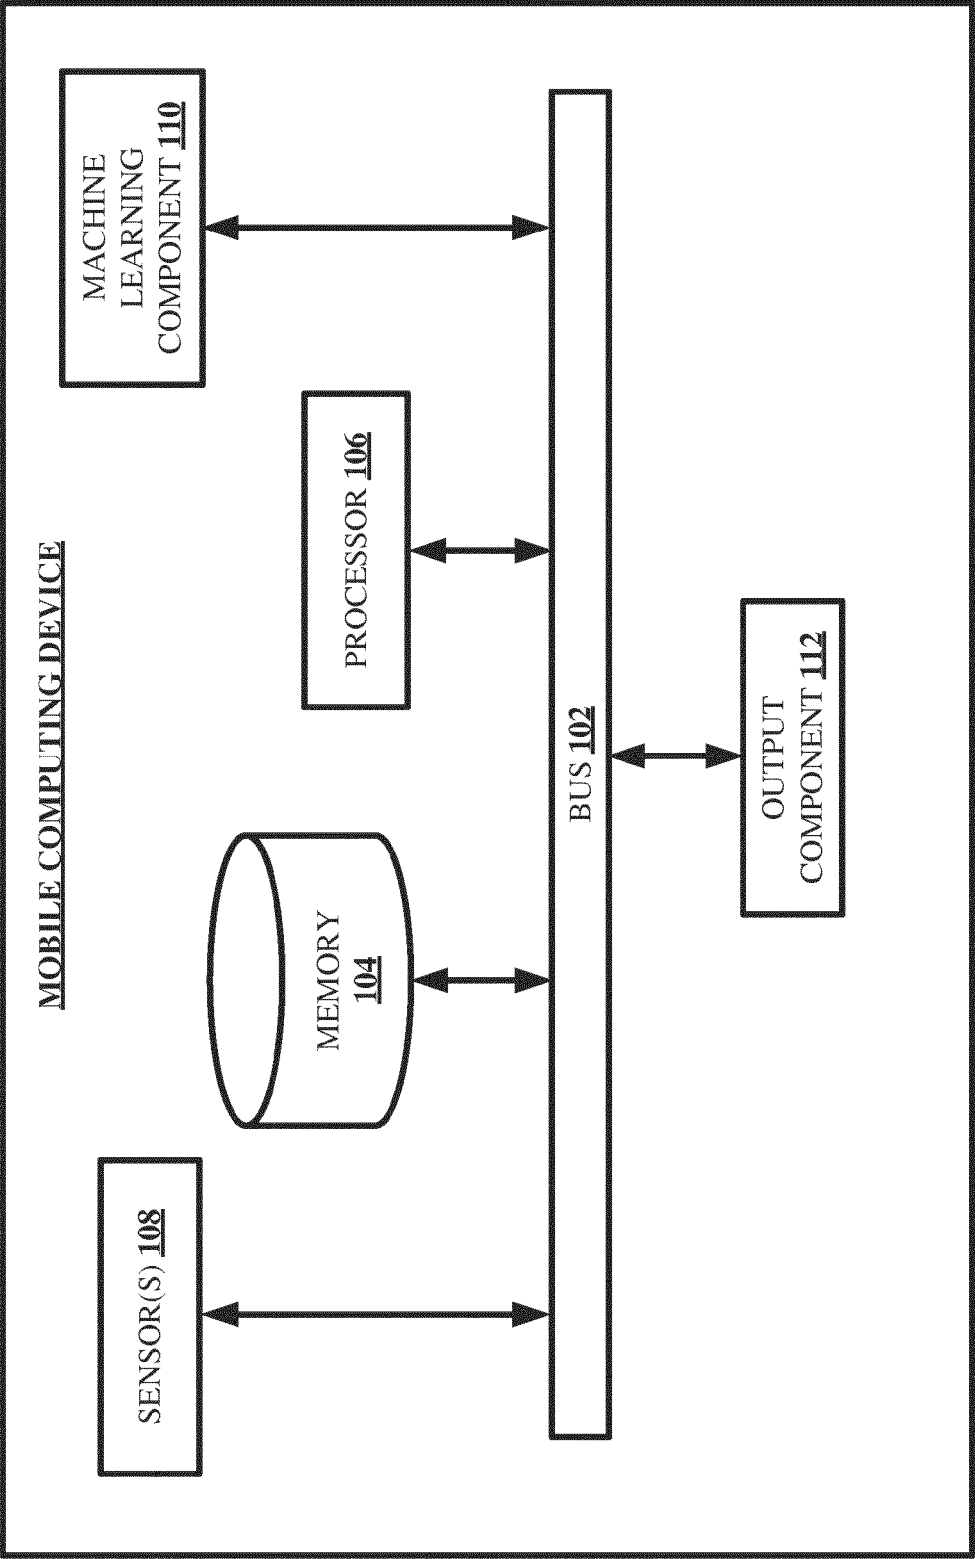 MOBILE COMPUTING DEVICE
SENSOR(S) 108
MEMORY
104
PROCESSOR 106
MACHINE
LEARNING
COMPONENT 110
BUS 102
OUTPUT
COMPONENT 112